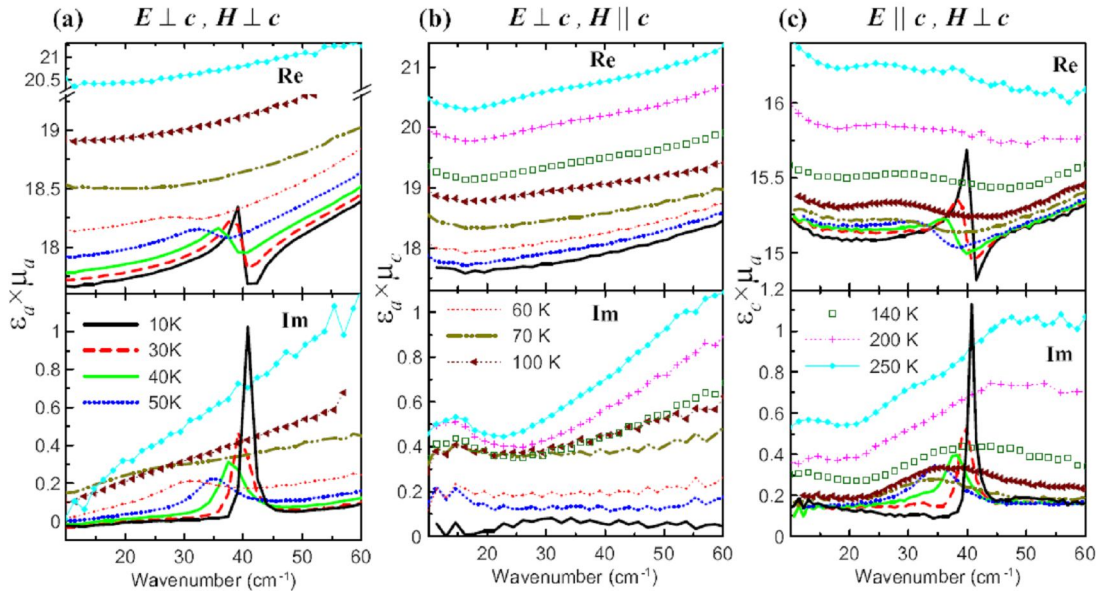 (a) E ⊥ c , H ⊥ c
21
20.5
Re
19
18.5
18
ε_a × μ_a
1
0.8
0.6
0.4
0.2
0
Im
10K
30K
40K
50K
20 30 40 50 60
Wavenumber (cm⁻¹)
(b) E ⊥ c , H || c
Re
21
20
19
18
ε_a × μ_c
1
0.8
0.6
0.4
0.2
0
60 K
70 K
100 K
Im
20 30 40 50 60
Wavenumber (cm⁻¹)
(c) E || c , H ⊥ c
Re
16
15.5
15
ε_c × μ_a
1.2
1
0.8
0.6
0.4
0.2
0
140 K
200 K
250 K
Im
20 30 40 50 60
Wavenumber (cm⁻¹)